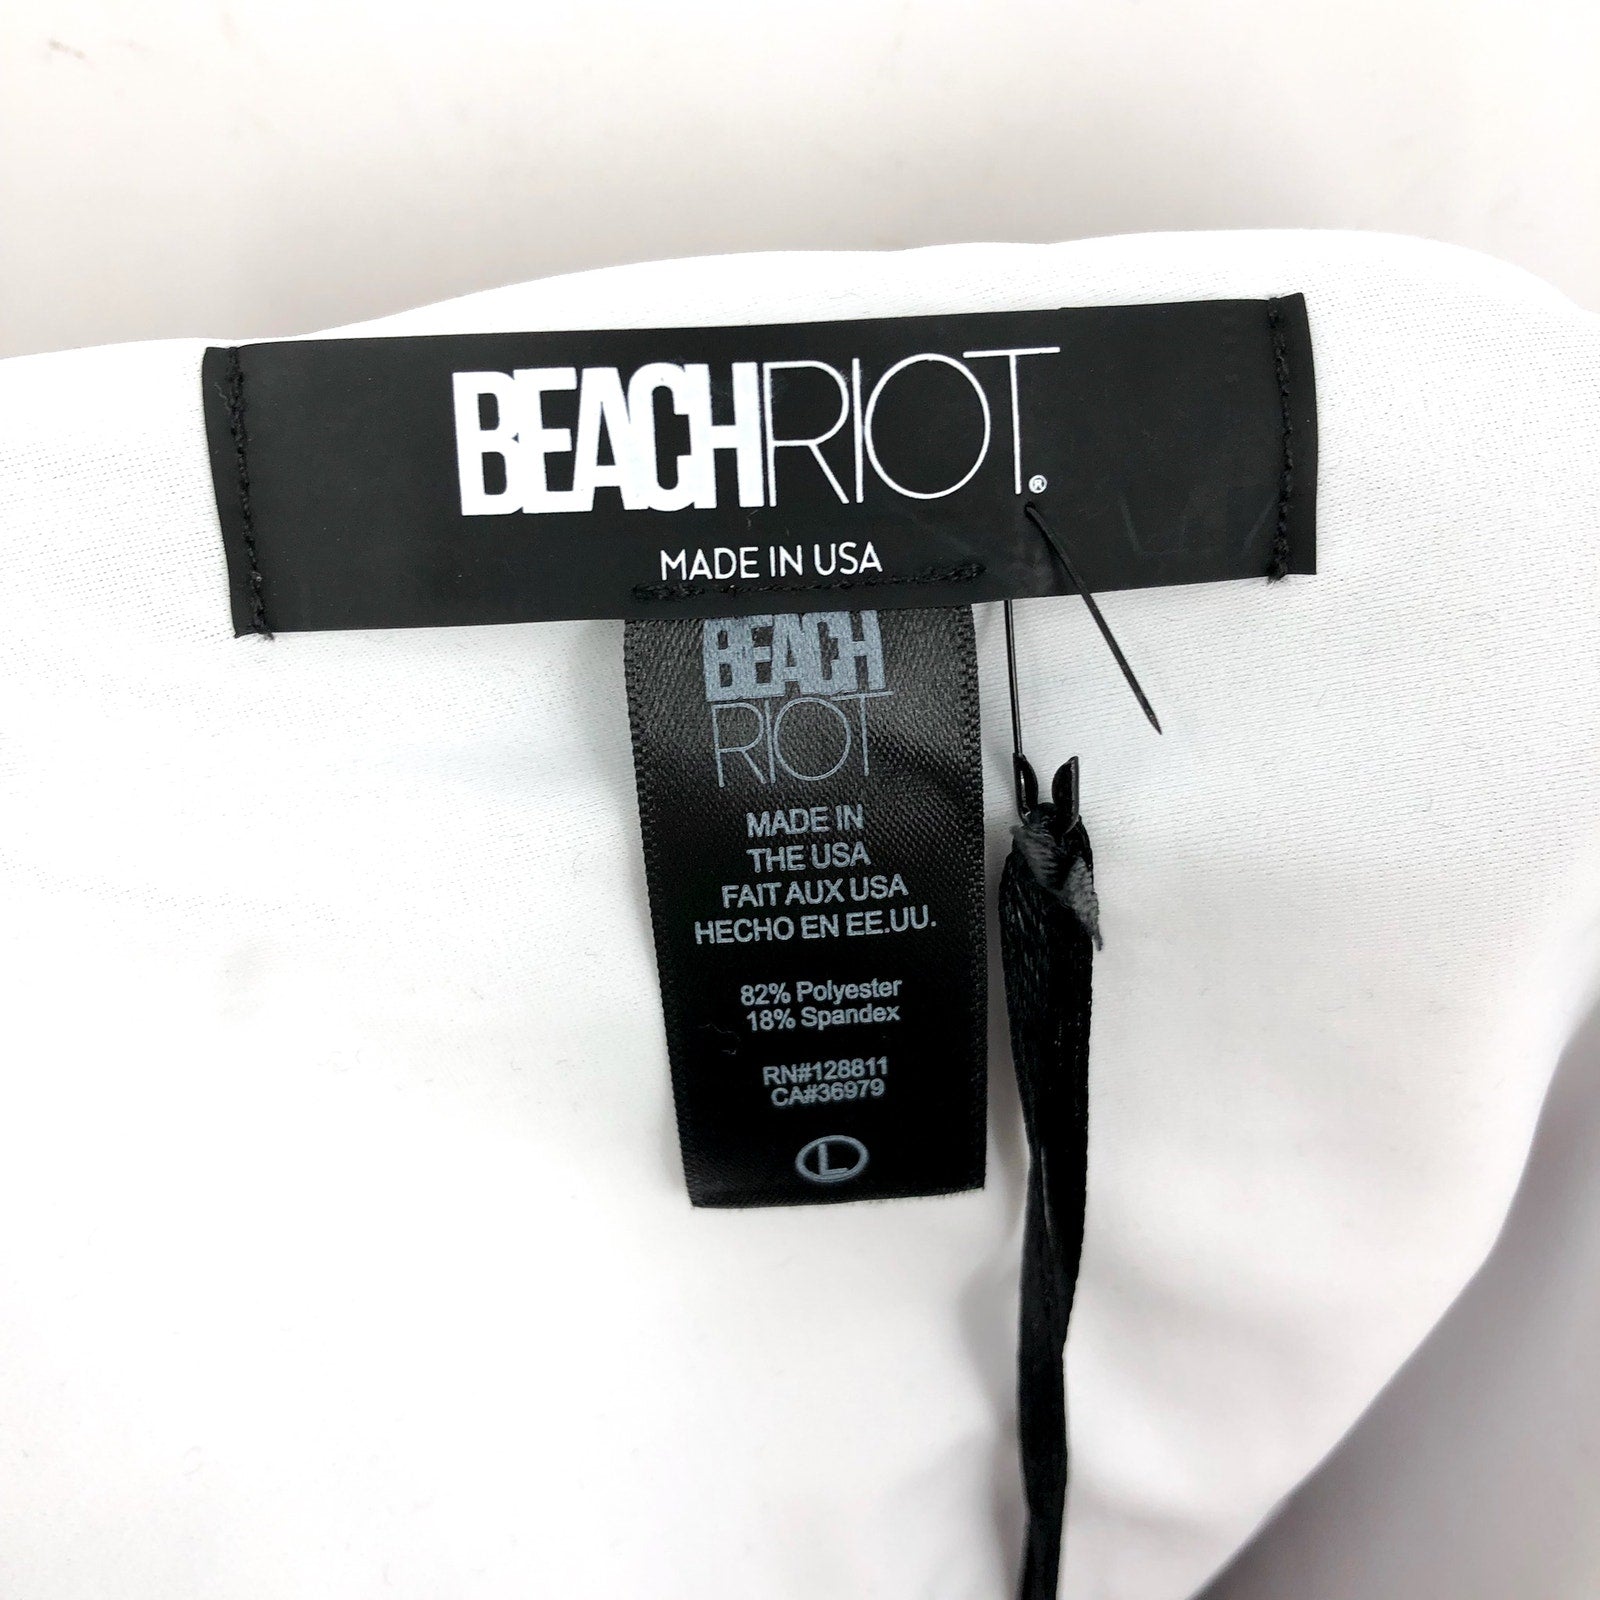 BEACHRIOT®
MADE IN USA
BEACH
RIOT
MADE IN
THE USA
FAIT AUX USA
HECHO EN EE.UU.
82% Polyester
18% Spandex
RN#128811
CA#36979
L